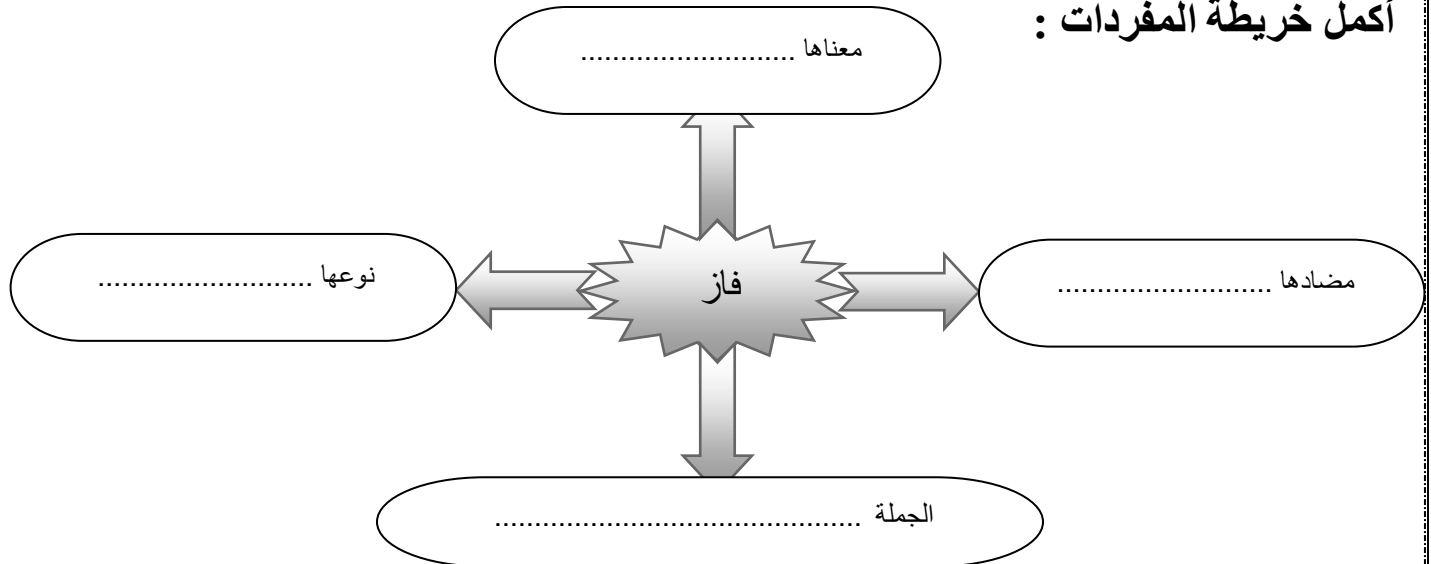 أكمل خريطة المفردات :
معناها ...........................
مضادها ...........................
فاز
نوعها ...........................
الجملة ..............................................